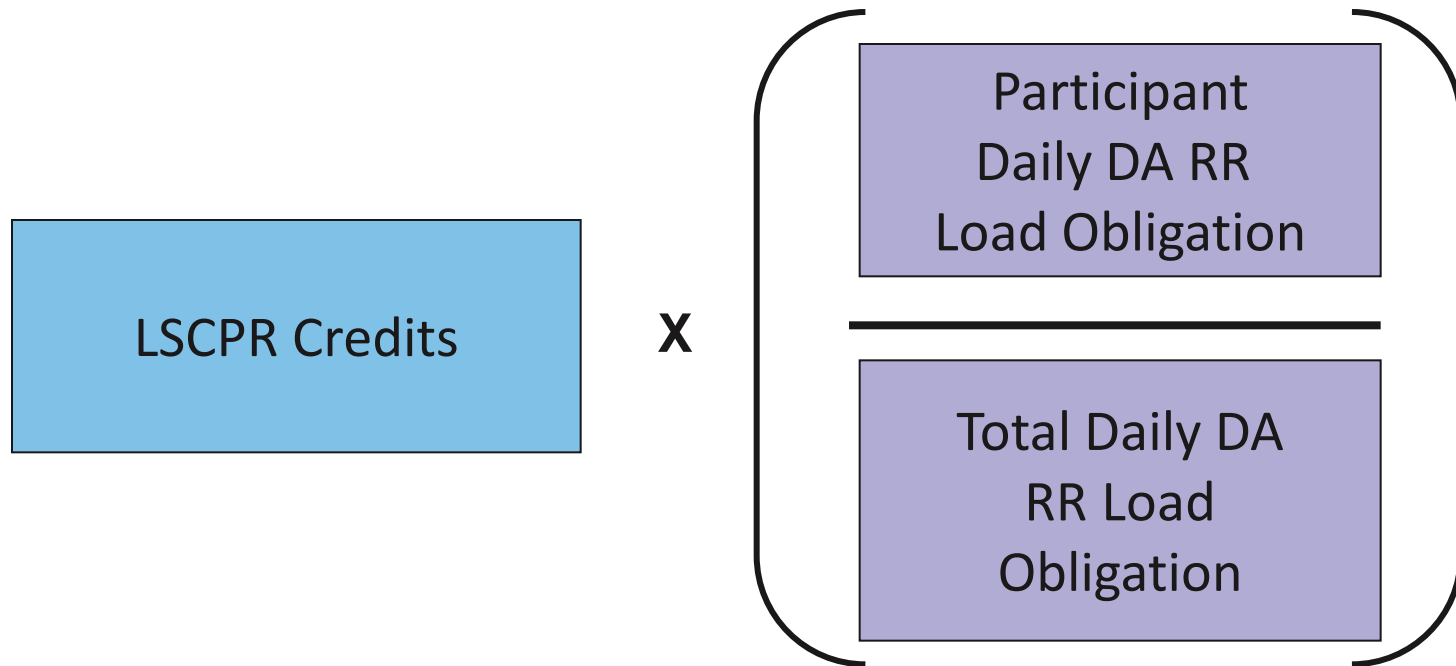 LSCPR Credits
X
Participant
Daily DA RR
Load Obligation
Total Daily DA
RR Load
Obligation